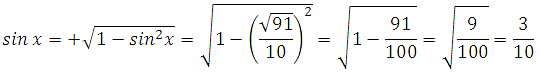 sin x = +√(1 − sin²x) = √(1 − (√91/10)²) = √(1 − 91/100) = √(9/100) = 3/10